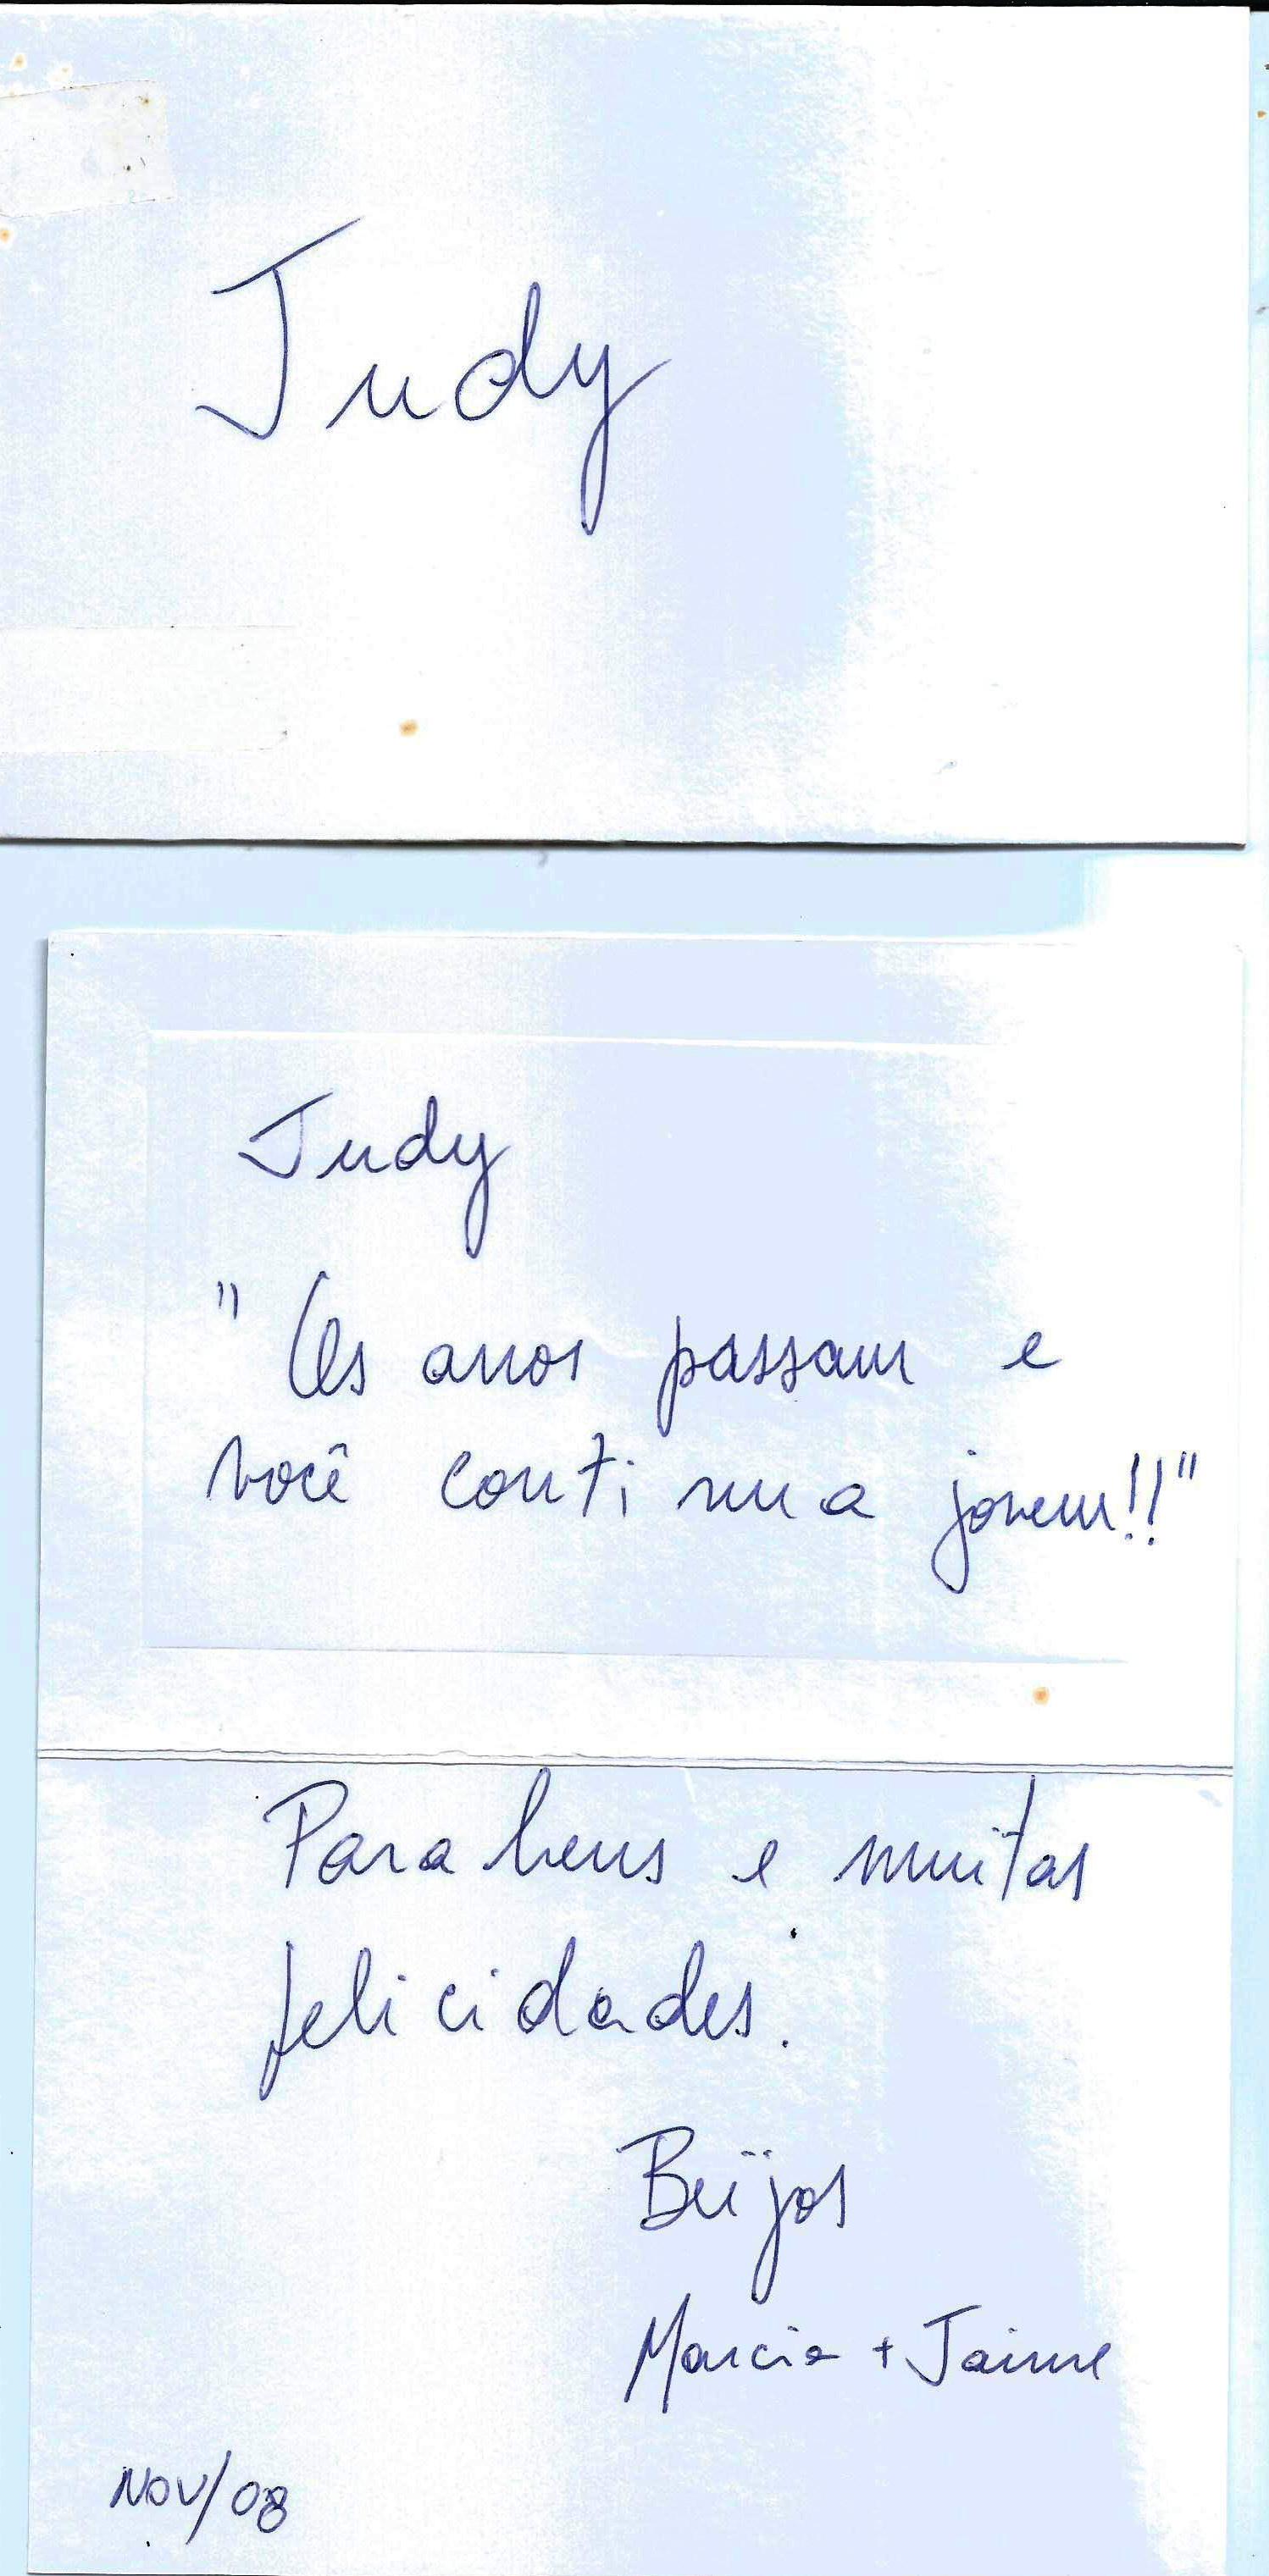 Judy
Judy
"Os anos passam e
você continua jovem!!"
Parabens e muitas
felicidades.
Beijos
Marcia + Jaime
NOV/08